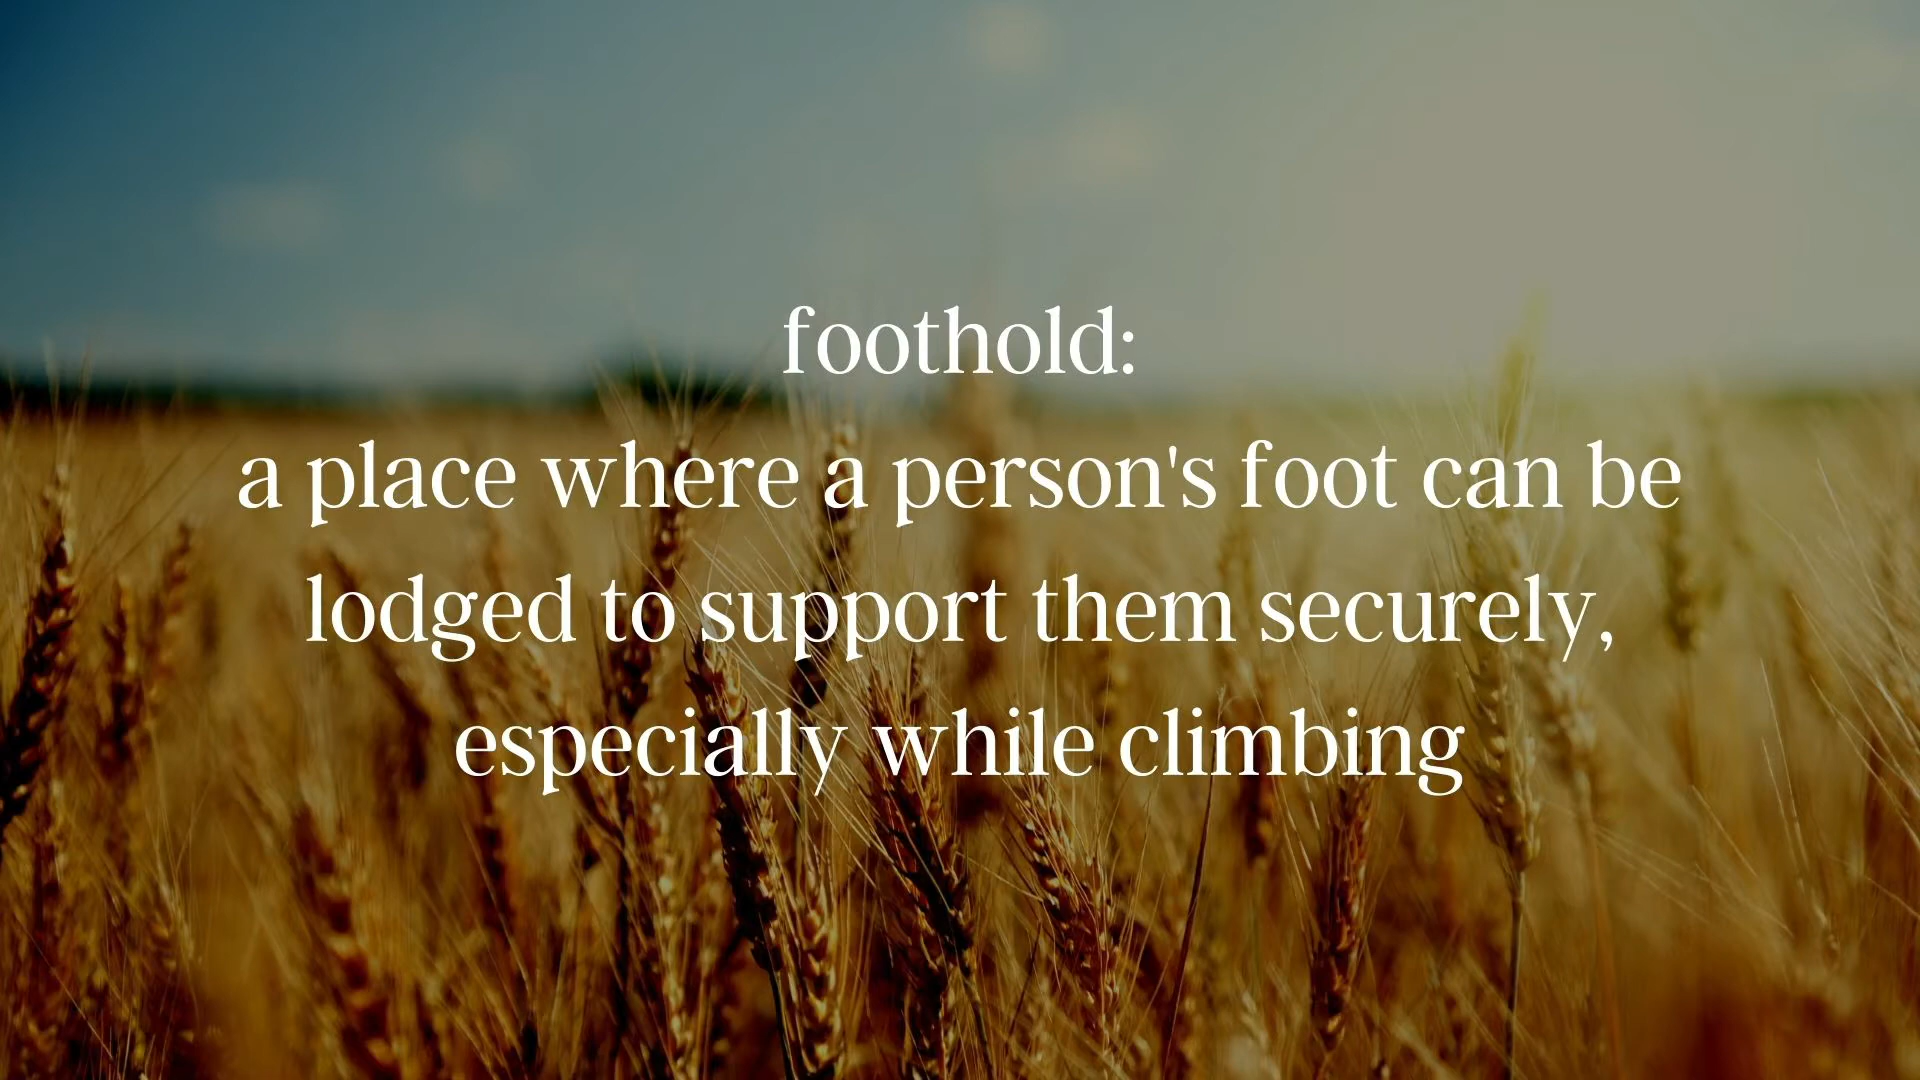 foothold:
a place where a person's foot can be
lodged to support them securely,
especially while climbing